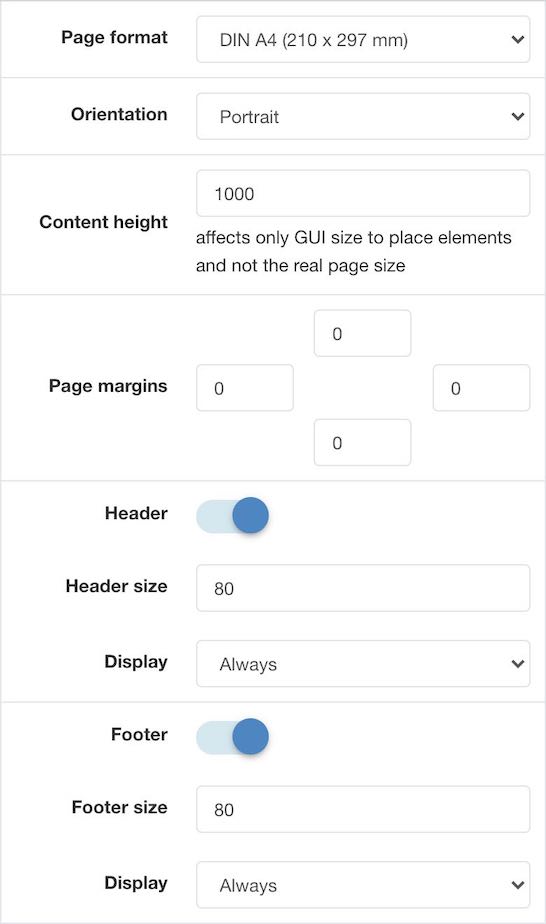 Page format
DIN A4 (210 x 297 mm)
Orientation
Portrait
Content height
1000
affects only GUI size to place elements
and not the real page size
Page margins
0
0
0
0
Header
Header size
80
Display
Always
Footer
Footer size
80
Display
Always